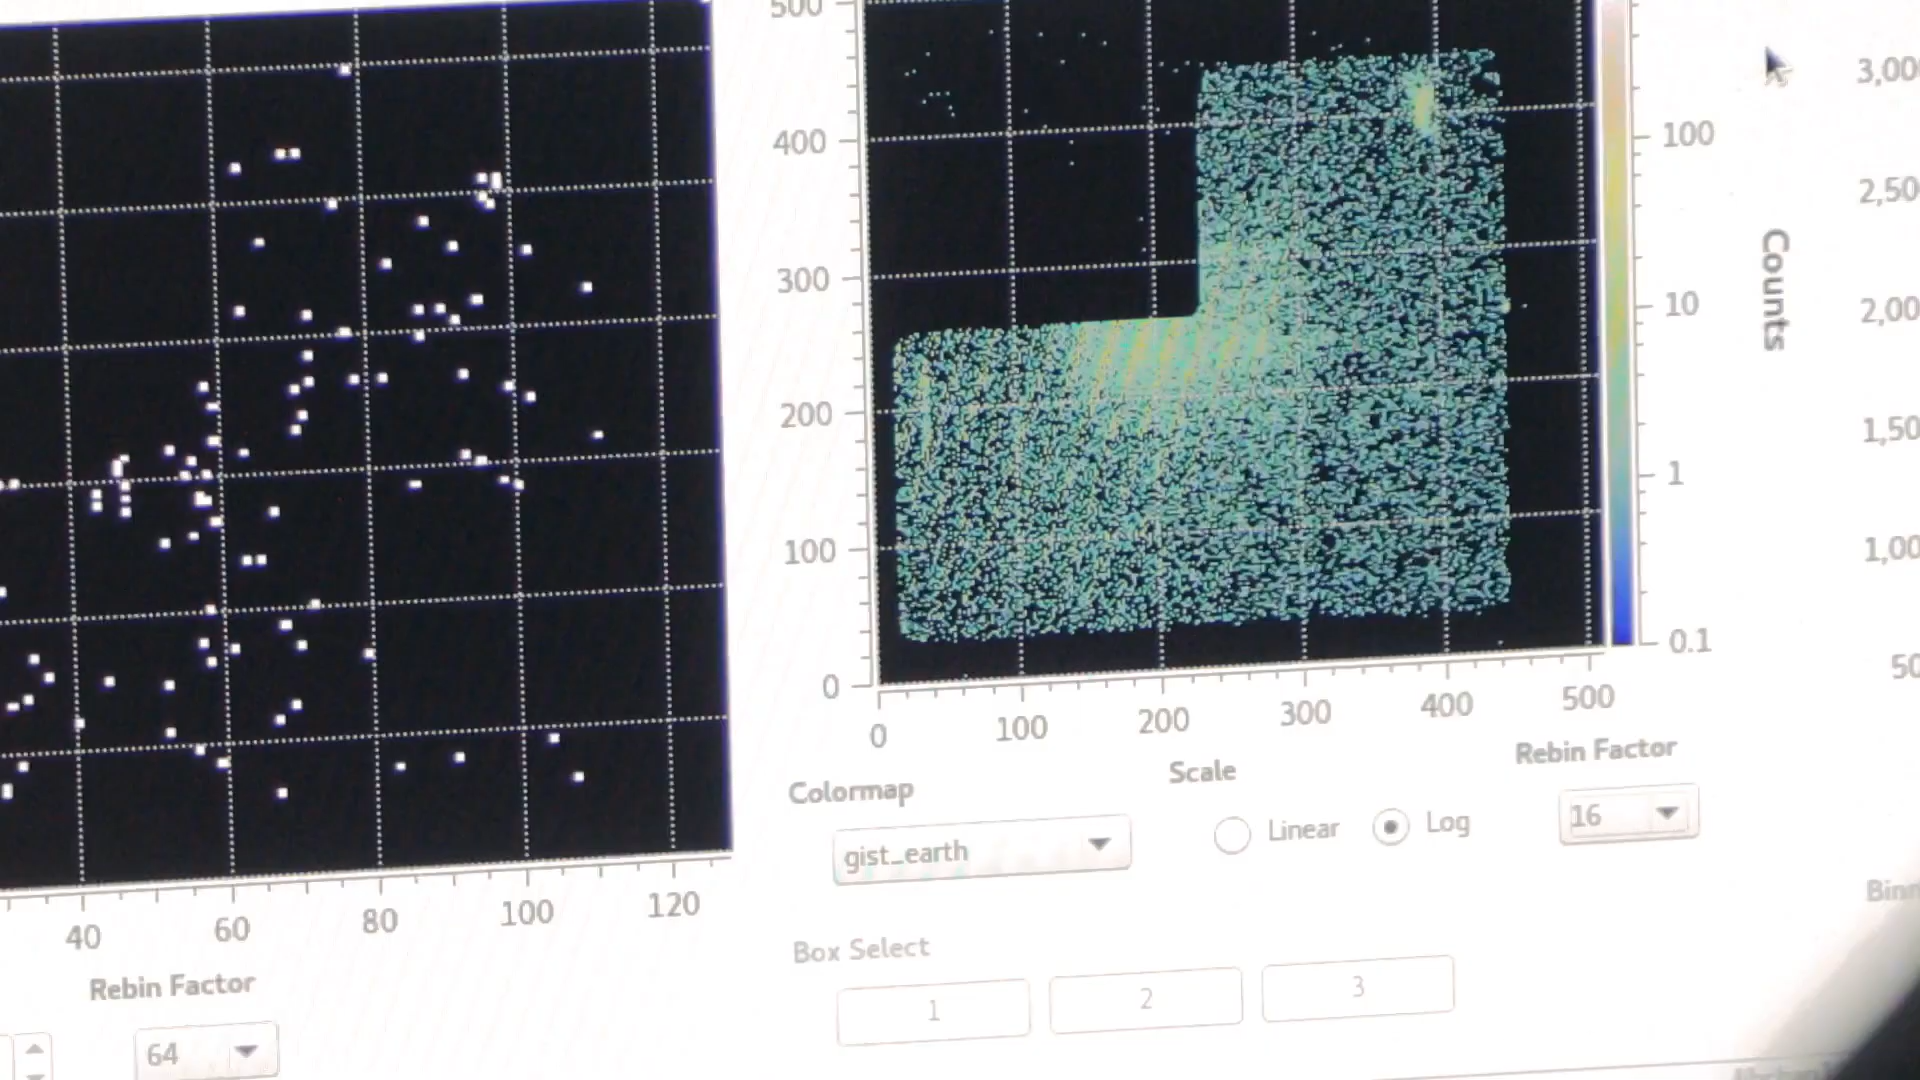 500
400
300
200
100
0
0 100 200 300 400 500
100
10
1
0.1
Counts
3,00
2,50
2,00
1,50
1,00
50
40 60 80 100 120
Rebin Factor
64
Colormap
gist_earth
Scale
Linear Log
Rebin Factor
16
Box Select
1 2 3